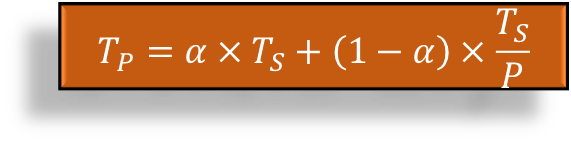 T_P = α × T_S + (1 − α) × T_S/P